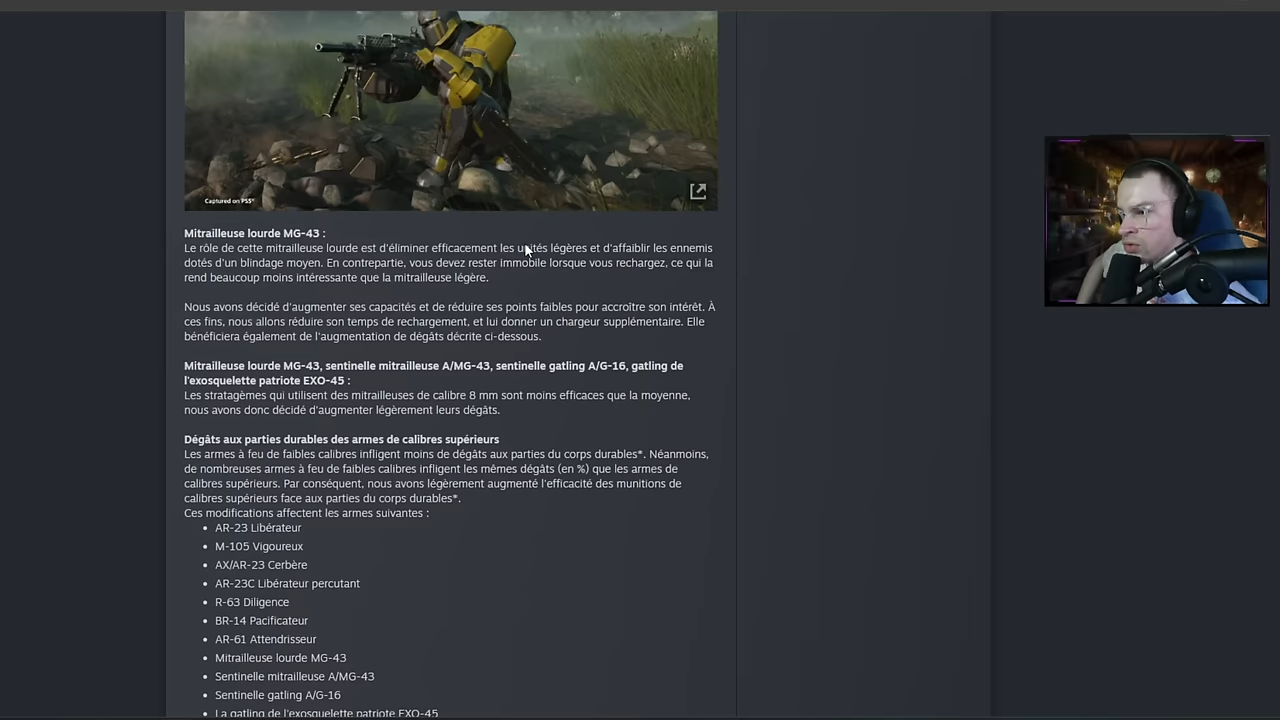 Captured on PS5®
Mitrailleuse lourde MG-43 :
Le rôle de cette mitrailleuse lourde est d'éliminer efficacement les unités légères et d'affaiblir les ennemis
dotés d'un blindage moyen. En contrepartie, vous devez rester immobile lorsque vous rechargez, ce qui la
rend beaucoup moins intéressante que la mitrailleuse légère.
Nous avons décidé d'augmenter ses capacités et de réduire ses points faibles pour accroître son intérêt. À
ces fins, nous allons réduire son temps de rechargement, et lui donner un chargeur supplémentaire. Elle
bénéficiera également de l'augmentation de dégâts décrite ci-dessous.
Mitrailleuse lourde MG-43, sentinelle mitrailleuse A/MG-43, sentinelle gatling A/G-16, gatling de
l'exosquelette patriote EXO-45 :
Les stratagèmes qui utilisent des mitrailleuses de calibre 8 mm sont moins efficaces que la moyenne,
nous avons donc décidé d'augmenter légèrement leurs dégâts.
Dégâts aux parties durables des armes de calibres supérieurs
Les armes à feu de faibles calibres infligent moins de dégâts aux parties du corps durables*. Néanmoins,
de nombreuses armes à feu de faibles calibres infligent les mêmes dégâts (en %) que les armes de
calibres supérieurs. Par conséquent, nous avons légèrement augmenté l'efficacité des munitions de
calibres supérieurs face aux parties du corps durables*.
Ces modifications affectent les armes suivantes :
• AR-23 Libérateur
• M-105 Vigoureux
• AX/AR-23 Cerbère
• AR-23C Libérateur percutant
• R-63 Diligence
• BR-14 Pacificateur
• AR-61 Attendrisseur
• Mitrailleuse lourde MG-43
• Sentinelle mitrailleuse A/MG-43
• Sentinelle gatling A/G-16
• La gatling de l'exosquelette patriote EXO-45